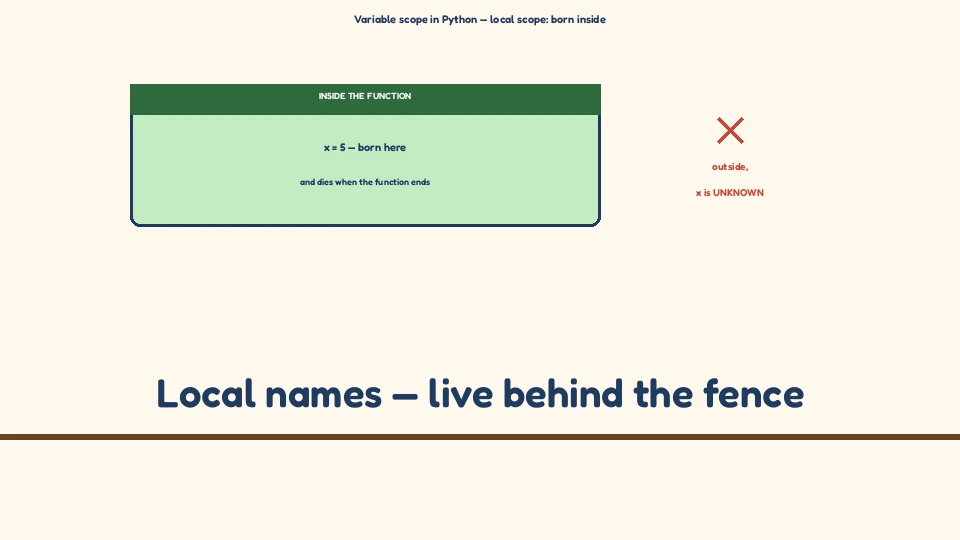 Variable scope in Python — local scope: born inside
INSIDE THE FUNCTION
x = 5 — born here
and dies when the function ends
outside,
x is UNKNOWN
Local names — live behind the fence